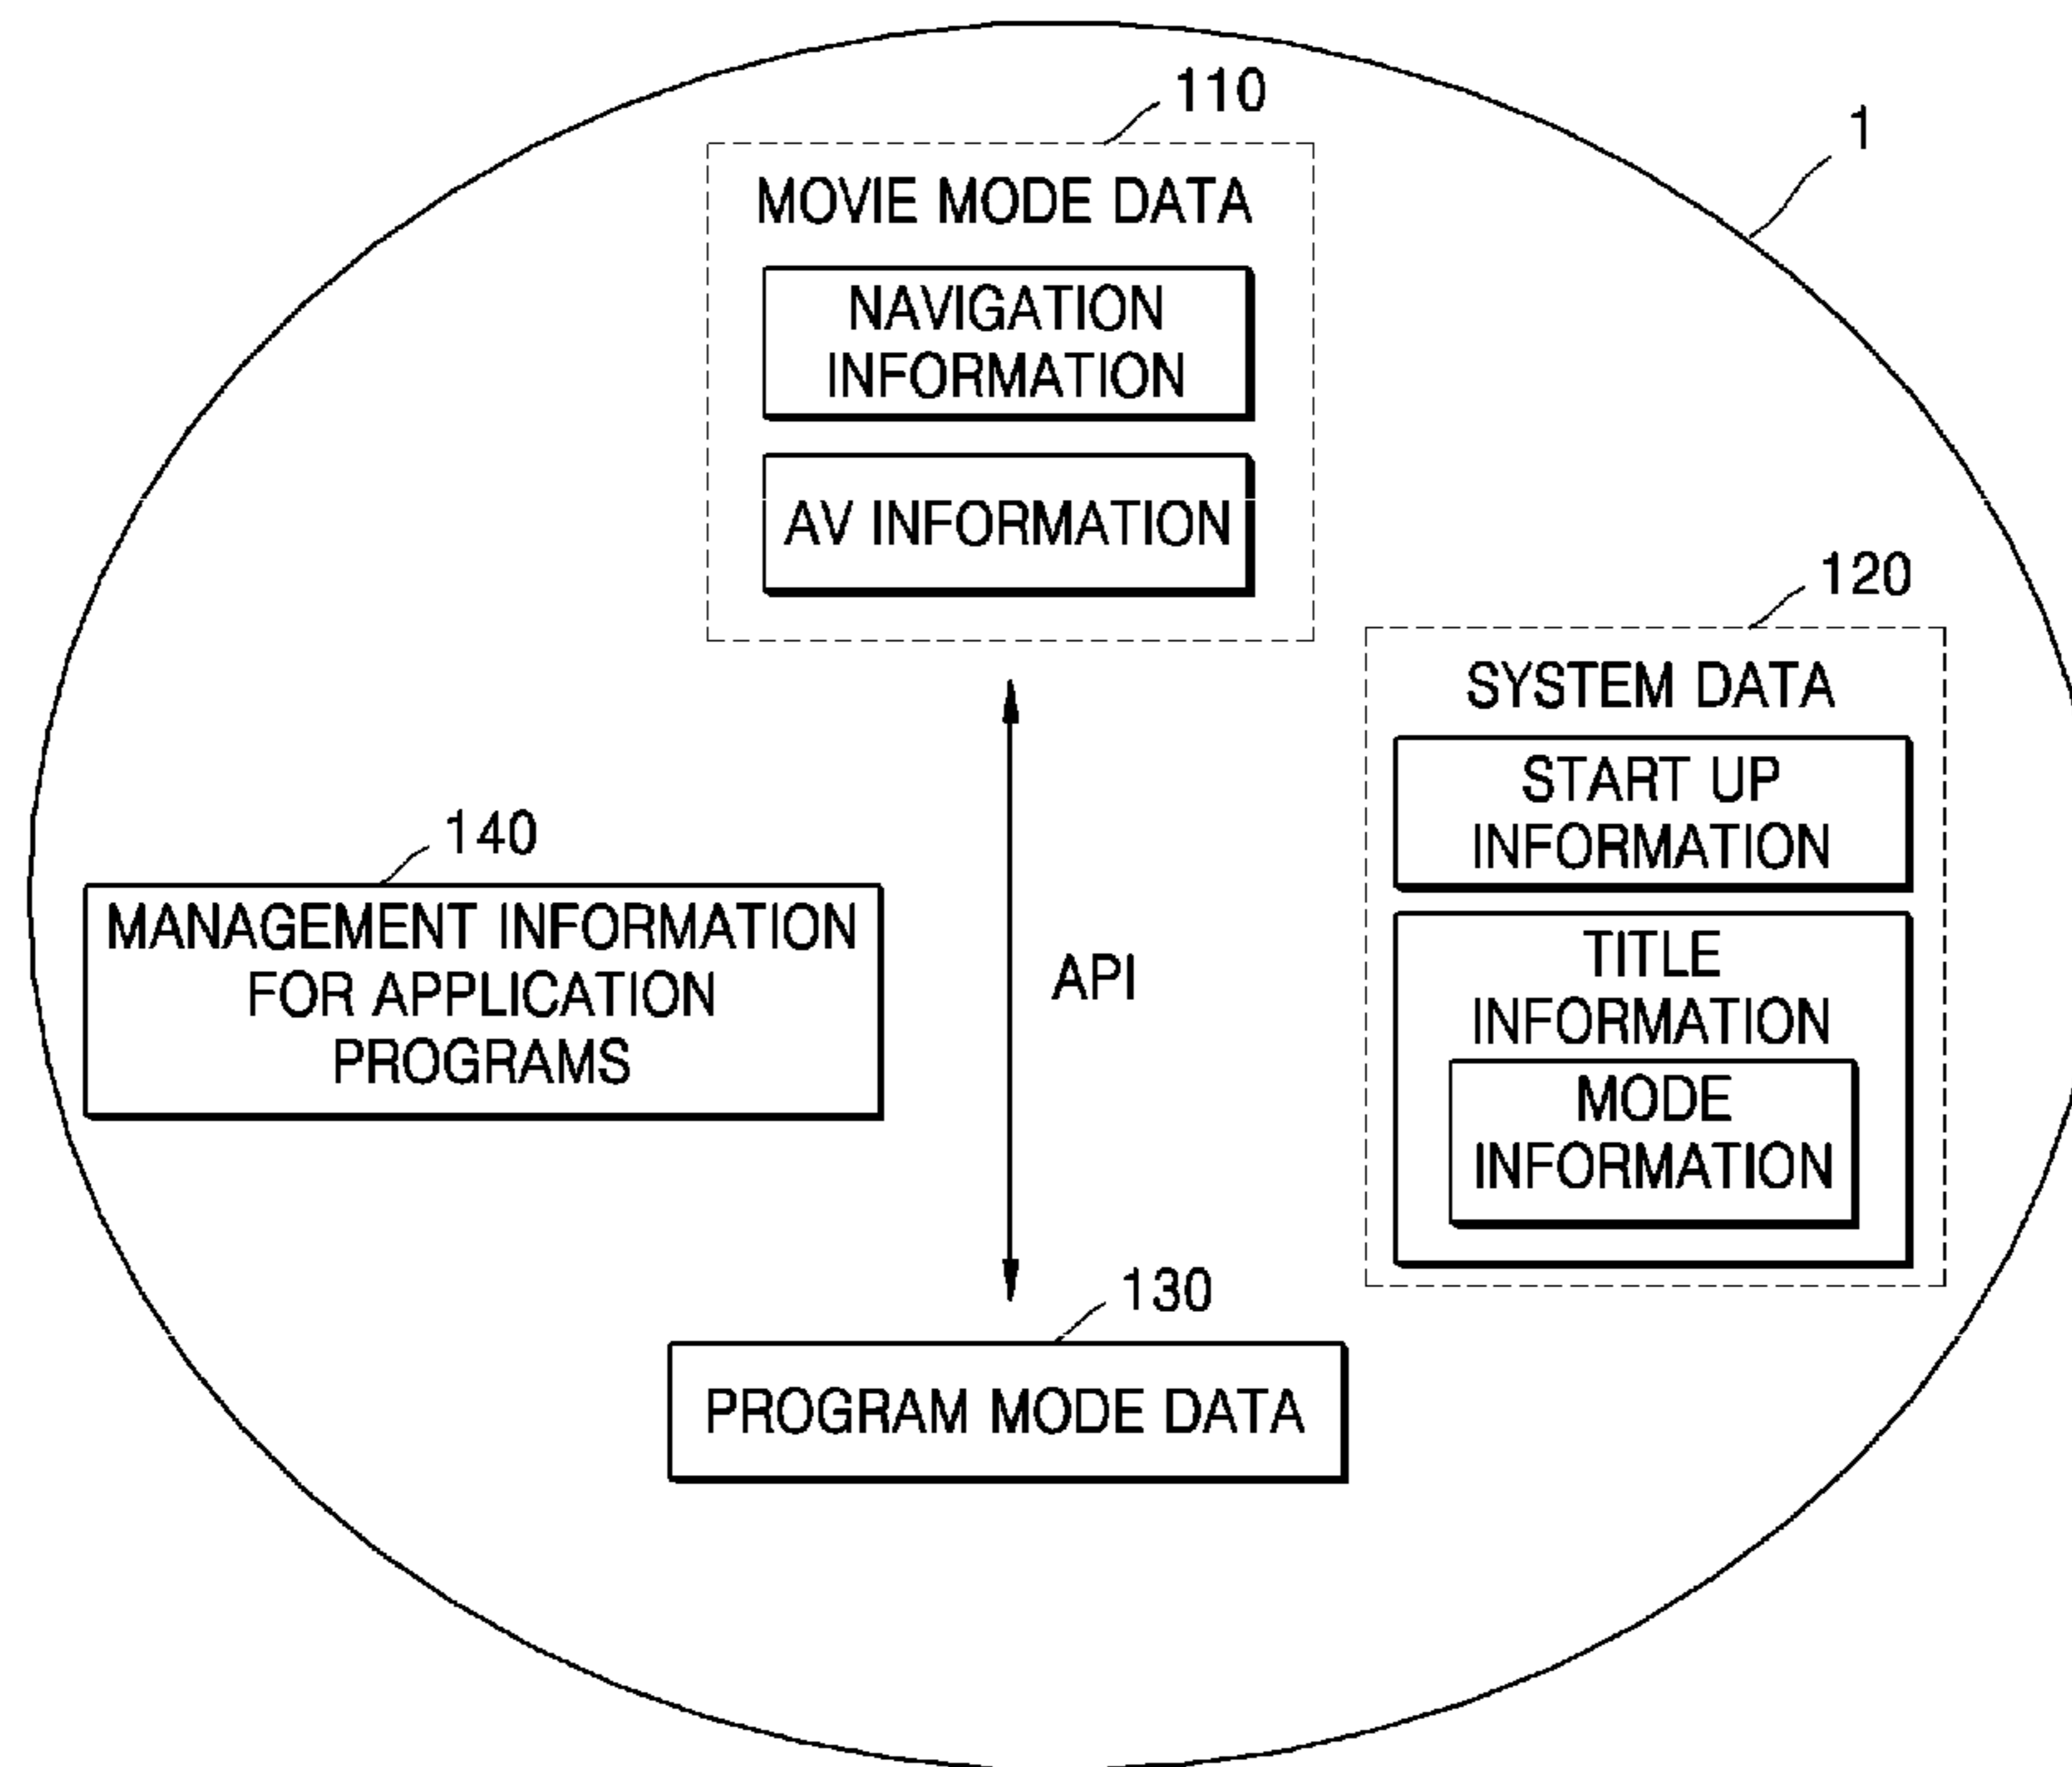 110
1
MOVIE MODE DATA
NAVIGATION
INFORMATION
AV INFORMATION
120
SYSTEM DATA
START UP
INFORMATION
TITLE
INFORMATION
MODE
INFORMATION
140
MANAGEMENT INFORMATION
FOR APPLICATION
PROGRAMS
API
130
PROGRAM MODE DATA